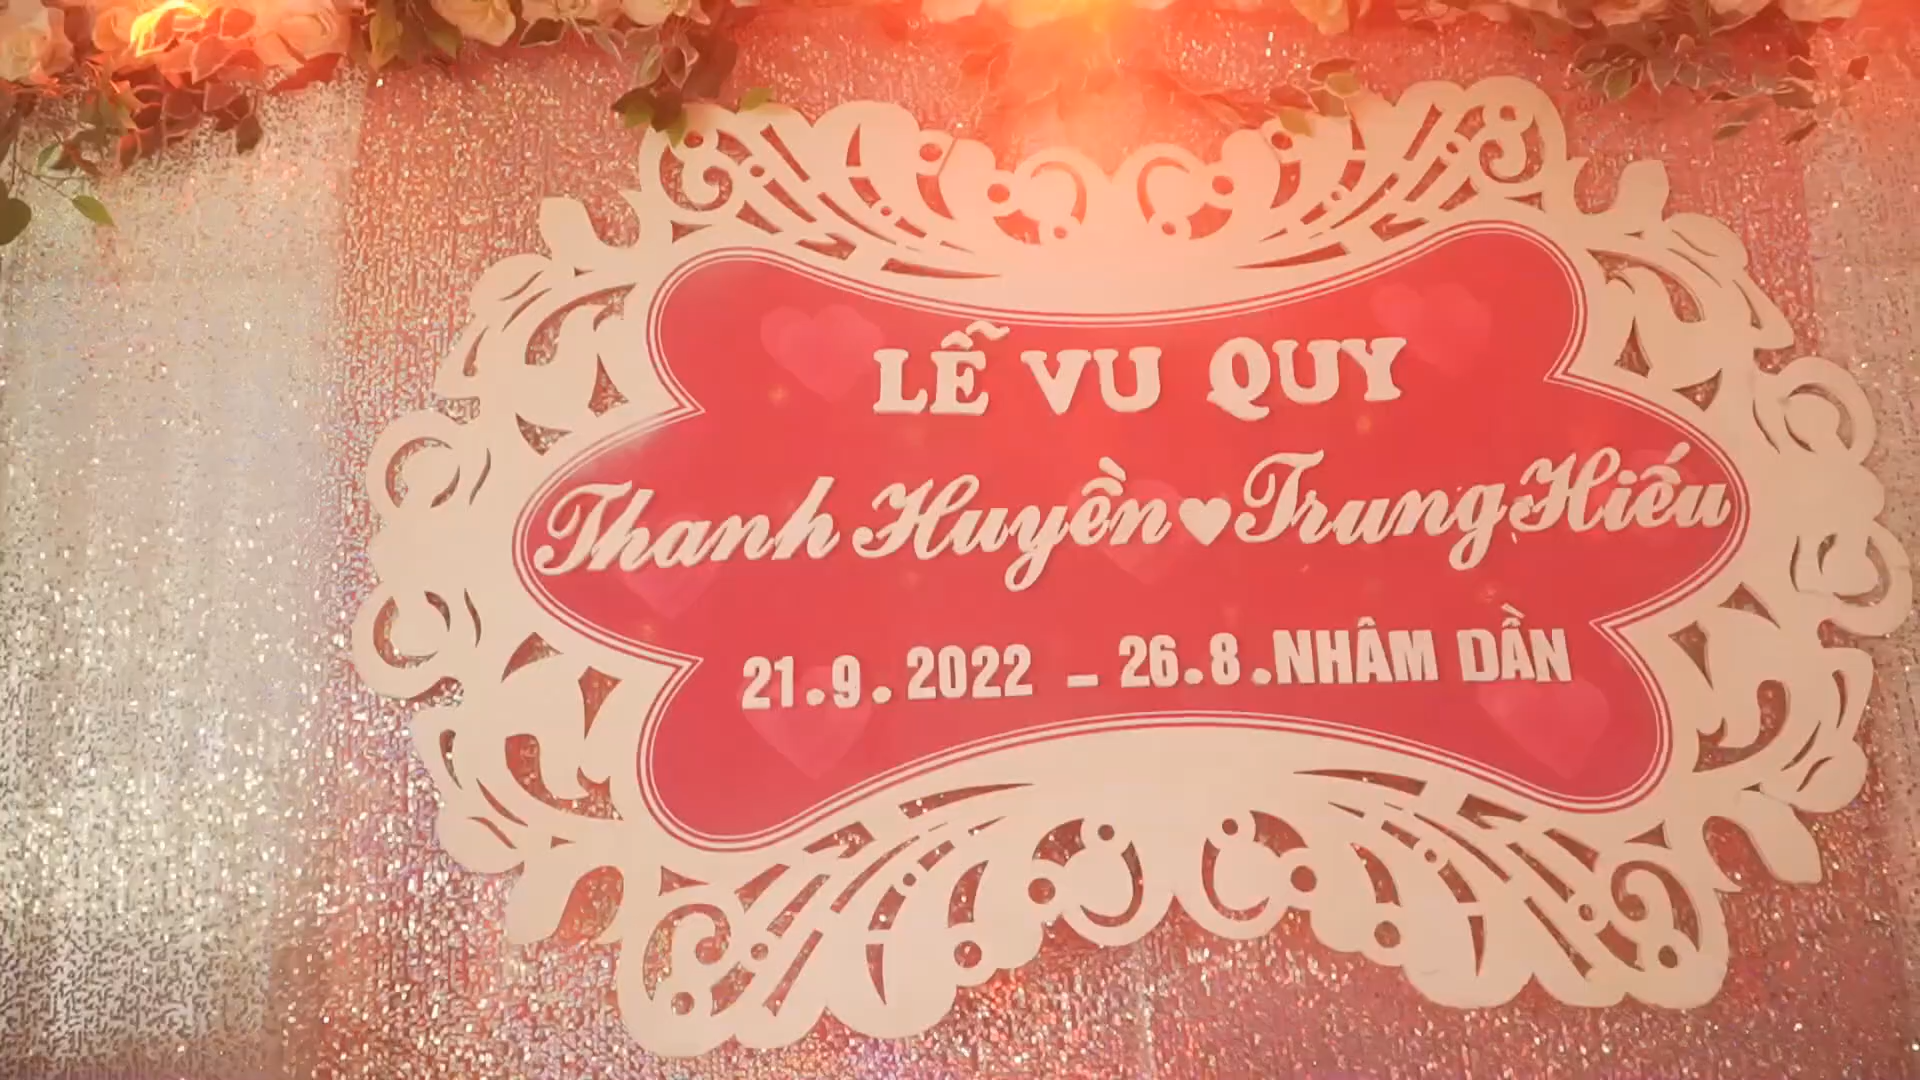 LỄ VU QUY
Thanh Huyền ♥ Trung Hiếu
21.9.2022 - 26.8.NHÂM DẦN